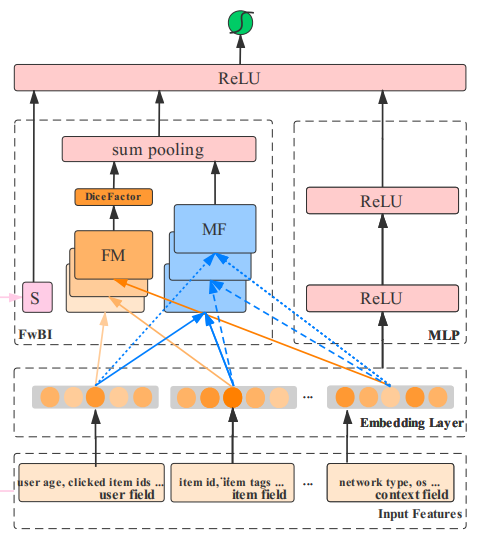 ReLU
sum pooling
DiceFactor
MF
ReLU
FM
S
ReLU
FwBI
MLP
...
Embedding Layer
user age, clicked item ids ...
user field
item id, item tags ...
item field
...
network type, os ...
context field
Input Features